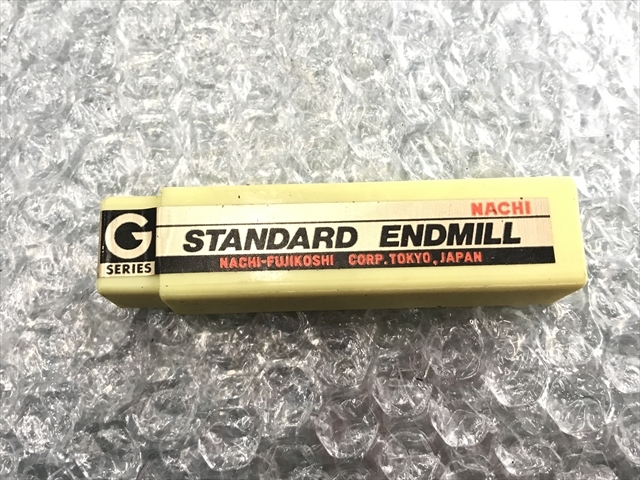 G
SERIES
NACHI
STANDARD ENDMILL
NACHI-FUJIKOSHI CORP. TOKYO, JAPAN